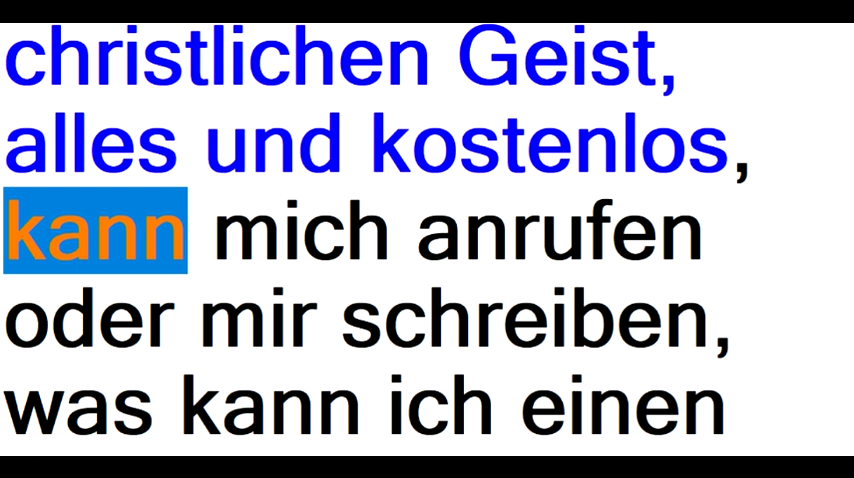 christlichen Geist,
alles und kostenlos,
kann mich anrufen
oder mir schreiben,
was kann ich einen